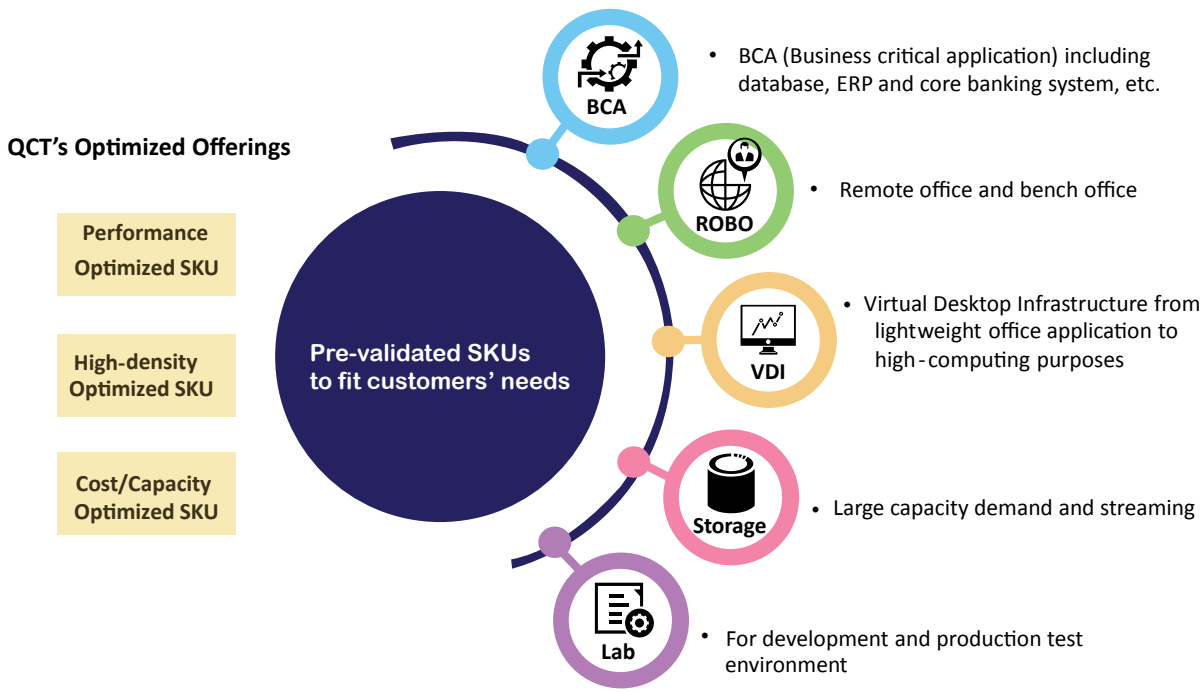 QCT's Optimized Offerings
Performance
Optimized SKU
High-density
Optimized SKU
Cost/Capacity
Optimized SKU
Pre-validated SKUs
to fit customers' needs
BCA
• BCA (Business critical application) including
database, ERP and core banking system, etc.
ROBO
• Remote office and bench office
VDI
• Virtual Desktop Infrastructure from
lightweight office application to
high-computing purposes
Storage
• Large capacity demand and streaming
Lab
• For development and production test
environment